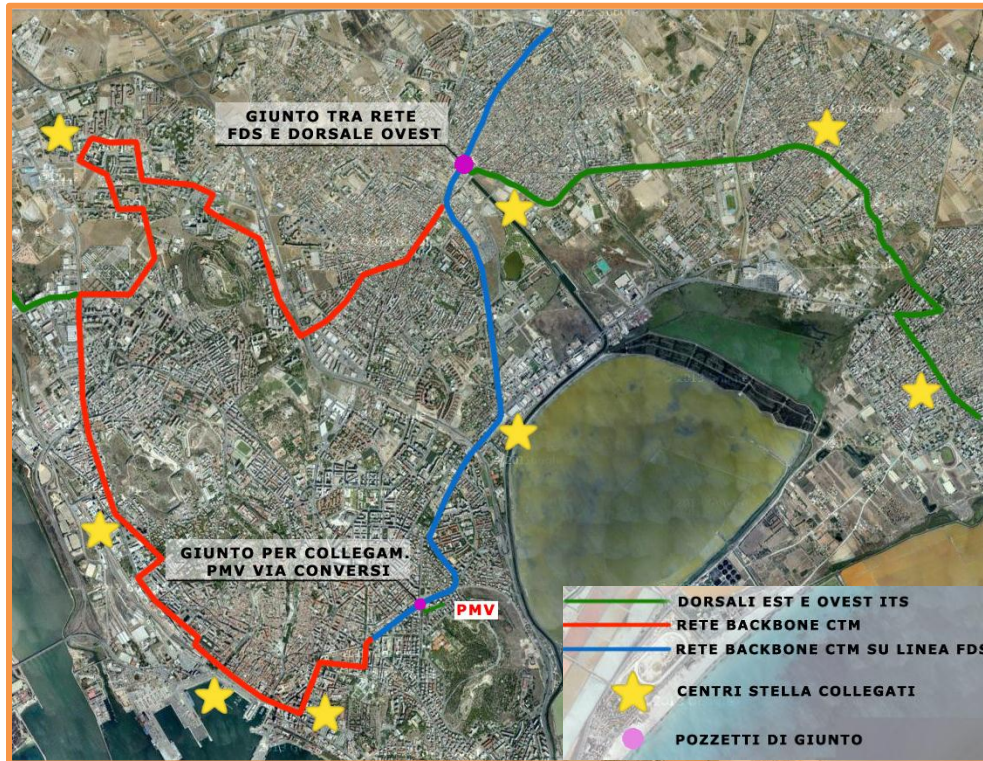 GIUNTO TRA RETE
FDS E DORSALE OVEST
GIUNTO PER COLLEGAM.
PMV VIA CONVERSI
PMV
DORSALI EST E OVEST ITS
RETE BACKBONE CTM
RETE BACKBONE CTM SU LINEA FDS
CENTRI STELLA COLLEGATI
POZZETTI DI GIUNTO